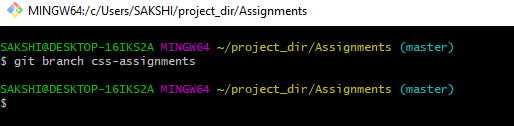 MINGW64:/c/Users/SAKSHI/project_dir/Assignments
SAKSHI@DESKTOP-16IKS2A MINGW64 ~/project_dir/Assignments (master)
$ git branch css-assignments
SAKSHI@DESKTOP-16IKS2A MINGW64 ~/project_dir/Assignments (master)
$